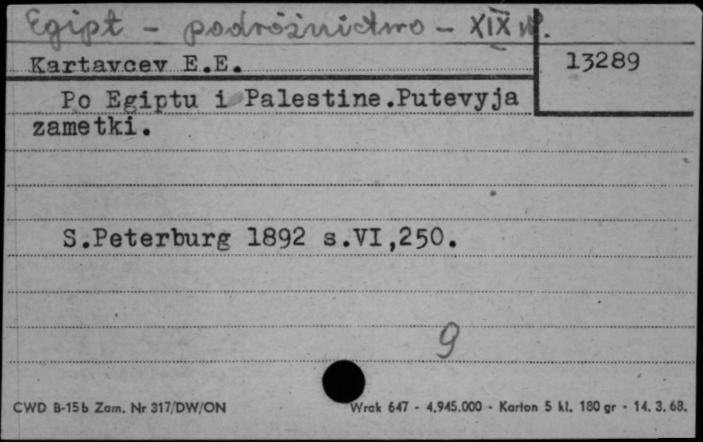 Egipt - podróżnictwo - XIX w.
Kartavcev E.E.
13289
Po Egiptu i Palestine.Putevyja
zametki.
S.Peterburg 1892 s.VI,250.
9
CWD B-15b Zam. Nr 317/DW/ON
Wrak 647 - 4.945.000 - Karton 5 kl. 180 gr - 14. 3. 68.